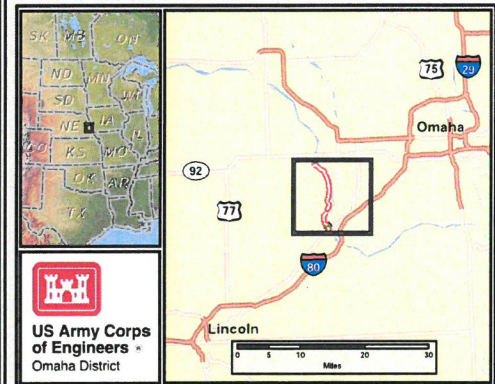 SK MB ON
ND MN
SD WI
NE IA
KS MO IL
OK AR
TX
75
29
Omaha
92
77
80
Lincoln
US Army Corps
of Engineers ®
Omaha District
0 5 10 20 30
Miles